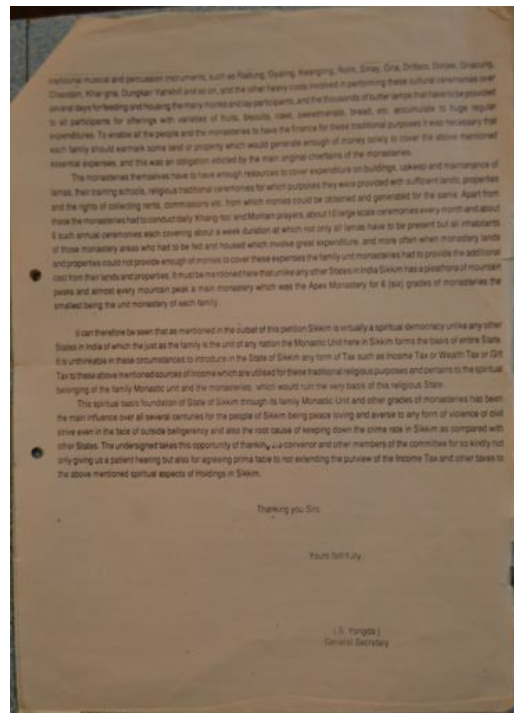 traditional musical and percussion instruments, such as Radung, Gyaling, Kwangling, Rolm, Sinay, Gna, Drilbm, Dorjee, Gnacung,
Chaodam, Khar-gna, Dungkar Yarkhil and so on, and the other heavy costs involved in performing these cultural ceremonies over
several days for feeding and housing the many monks and lay participants, and the thousands of butter lamps that have to be provided
to all participants for offerings with varieties of fruits, biscuits, cake, sweetmeats, bread, etc. accumulate to huge regular
expenditures. To enable all the people and the monasteries to have the finance for these traditional purposes it was necessary that
each family should earmark some land or property which would generate enough of money solely to cover the above mentioned
essential expenses, and this was an obligation edicted by the main original chieftains of the monasteries.
The monasteries themselves have to have enough resources to cover expenditure on buildings, upkeep and maintenance of
lamas, their training schools, religious traditional ceremonies for which purposes they were provided with sufficient lands, properties
and the rights of collecting rents, commissions etc. from which monies could be obtained and generated for the same. Apart from
these the monasteries had to conduct daily and Monlam prayers, about 10 large scale ceremonies every month and about
6 such annual ceremonies each covering about a week duration at which not only all lamas have to be present but all inhabitants
of those monastery areas who had to be fed and housed which involve great expenditure, and more often when monastery lands
and properties could not provide enough of monies to cover these expenses the family unit monasteries had to provide the additional
cost from their lands and properties. It must be mentioned here that unlike any other States in India Sikkim has a plesthora of mountain
peaks and almost every mountain peak a main monastery which was the Apex Monastery for 6 (six) grades of monasteries the
smallest being the unit monastery of each family.
It can therefore be seen that as mentioned in the outset of this petition Sikkim is virtually a spiritual democracy unlike any other
States in India of which the just as the family is the unit of any nation the Monastic Unit here in Sikkim forms the basis of entire State.
It is unthinkable in these circumstances to introduce in the State of Sikkim any form of Tax such as Income Tax or Wealth Tax or Gift
Tax to these above mentioned sources of income which are utilised for these traditional religious purposes and pertains to the spiritual
belonging of the family Monastic unit and the monasteries, which would ruin the very basis of this religious State.
This spiritual basis foundation of State of Sikkim through its family Monastic Unit and other grades of monasteries has been
the main influence over all several centuries for the people of Sikkim being peace loving and averse to any form of violence or civil
strive even in the face of outside belligerency and also the root cause of keeping down the crime rate in Sikkim as compared with
other States. The undersigned takes this opportunity of thanking convenor and other members of the committee for so kindly not
only giving us a patient hearing but also for agreeing prima facie to not extending the purview of the Income Tax and other taxes to
the above mentioned spiritual aspects of Holdings in Sikkim.
Thanking you Sirs,
Yours faithfully,
( S. Yongda )
General Secretary